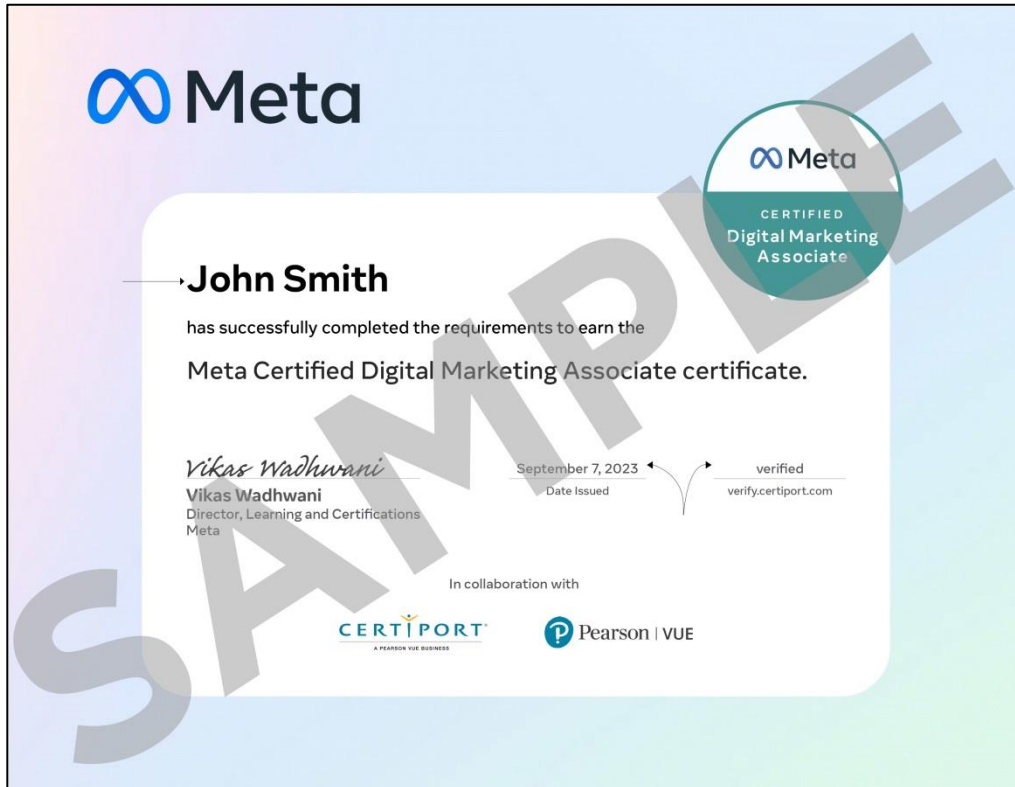 Meta
Meta
CERTIFIED
Digital Marketing
Associate
John Smith
has successfully completed the requirements to earn the
Meta Certified Digital Marketing Associate certificate.
Vikas Wadhwani
Vikas Wadhwani
Director, Learning and Certifications
Meta
September 7, 2023
Date Issued
verified
verify.certiport.com
In collaboration with
CERTIPORT
A PEARSON VUE BUSINESS
P Pearson | VUE
SAMPLE